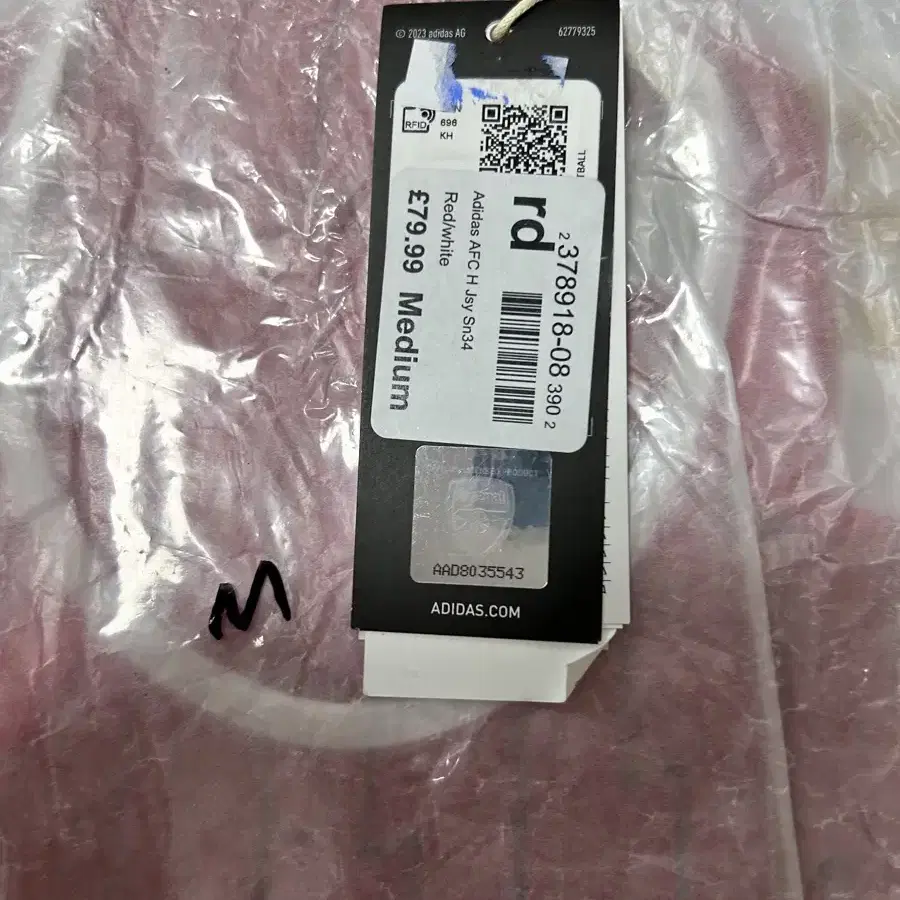 © 2023 adidas AG
62779325
RFID
696
KH
rd
2 378918-08 390 2
Adidas AFC H Jsy Sn34
Red/white
£79.99 Medium
AAD8035543
ADIDAS.COM
M